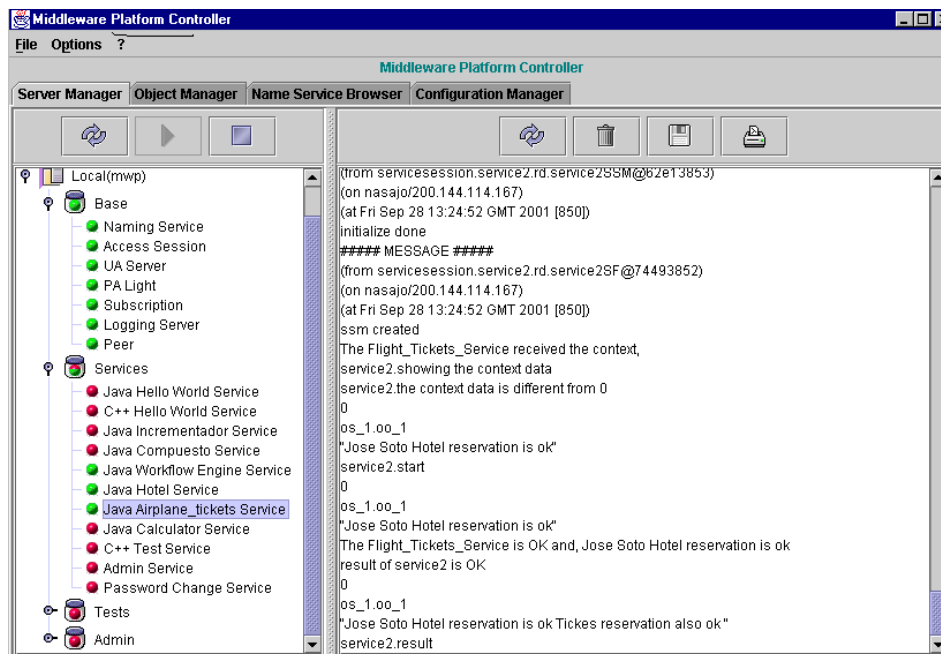 Middleware Platform Controller
File Options ?
Middleware Platform Controller
Server Manager Object Manager Name Service Browser Configuration Manager
Local(mwp)
Base
Naming Service
Access Session
UA Server
PA Light
Subscription
Logging Server
Peer
Services
Java Hello World Service
C++ Hello World Service
Java Incrementador Service
Java Compuesto Service
Java Workflow Engine Service
Java Hotel Service
Java Airplane_tickets Service
Java Calculator Service
C++ Test Service
Admin Service
Password Change Service
Tests
Admin
(from servicesession.service2.rd.service2SSM@62e13853)
(on nasajo/200.144.114.167)
(at Fri Sep 28 13:24:52 GMT 2001 [850])
initialize done
##### MESSAGE #####
(from servicesession.service2.rd.service2SF@74493852)
(on nasajo/200.144.114.167)
(at Fri Sep 28 13:24:52 GMT 2001 [850])
ssm created
The Flight_Tickets_Service received the context,
service2.showing the context data
service2.the context data is different from 0
0
os_1.oo_1
"Jose Soto Hotel reservation is ok"
service2.start
0
os_1.oo_1
"Jose Soto Hotel reservation is ok"
The Flight_Tickets_Service is OK and, Jose Soto Hotel reservation is ok
result of service2 is OK
0
os_1.oo_1
"Jose Soto Hotel reservation is ok Tickes reservation also ok "
service2.result